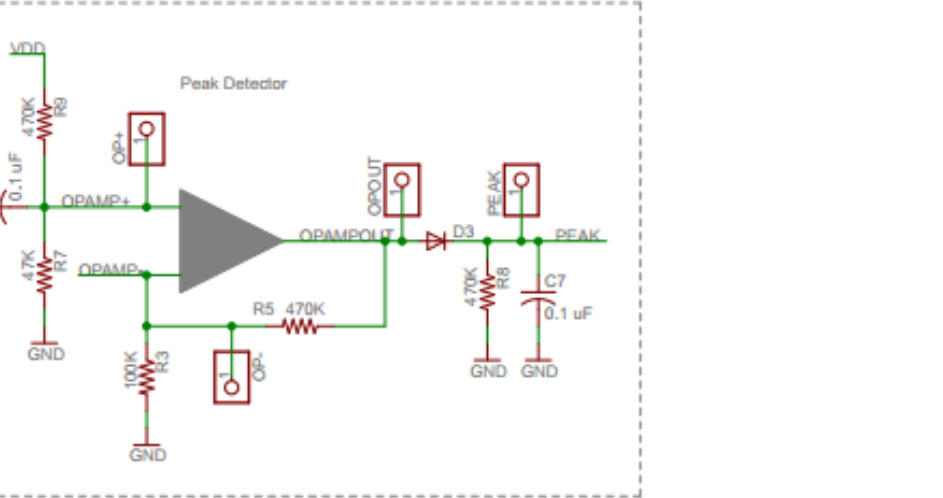 VDD
Peak Detector
470K
R9
1
OP+
0.1 uF
OPAMP+
OPOUT
1
PEAK
1
OPAMPOUT
D3
PEAK
47K
R7
OPAMP-
470K
R8
C7
0.1 uF
R5 470K
GND
100K
R3
1
OP-
GND
GND
GND